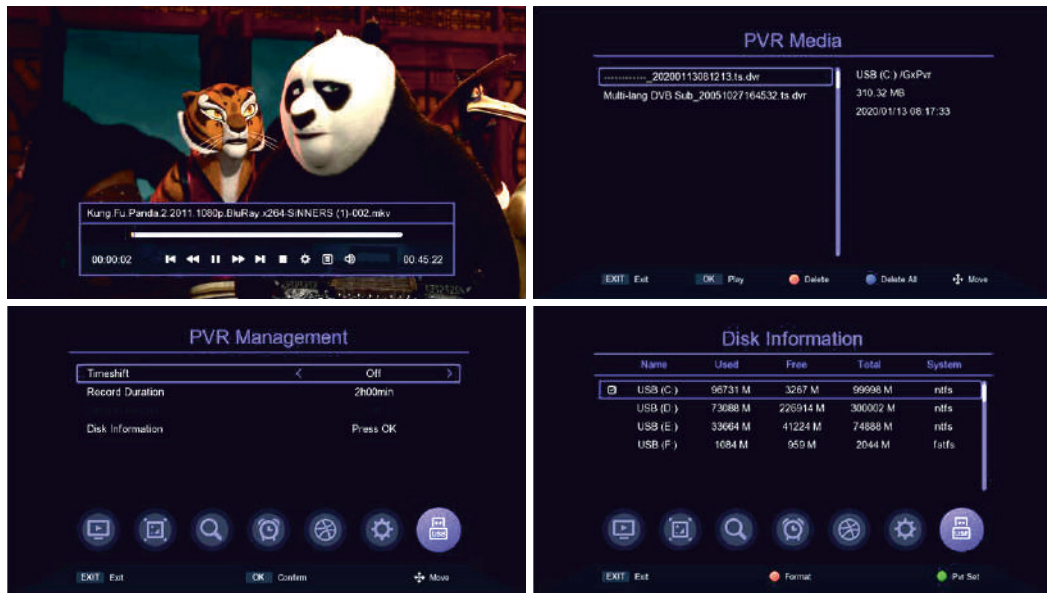 Kung.Fu.Panda.2.2011.1080p.BluRay.x264-SiNNERS (1)-002.mkv
00:00:02 00:45:22
PVR Media
------------_20200113081213.ts.dvr
Multi-lang DVB Sub_20051027164532.ts.dvr
USB (C:) /GxPvr
310.32 MB
2020/01/13 08:17:33
EXIT Exit OK Play Delete Delete All Move
PVR Management
Timeshift Off
Record Duration 2h00min
Disk Information Press OK
USB
EXIT Exit OK Confirm Move
Disk Information
Name Used Free Total System
USB (C:) 96731 M 3267 M 99998 M ntfs
USB (D:) 73088 M 226914 M 300002 M ntfs
USB (E:) 33664 M 41224 M 74888 M ntfs
USB (F:) 1084 M 959 M 2044 M fatfs
USB
EXIT Exit Format Pvr Set